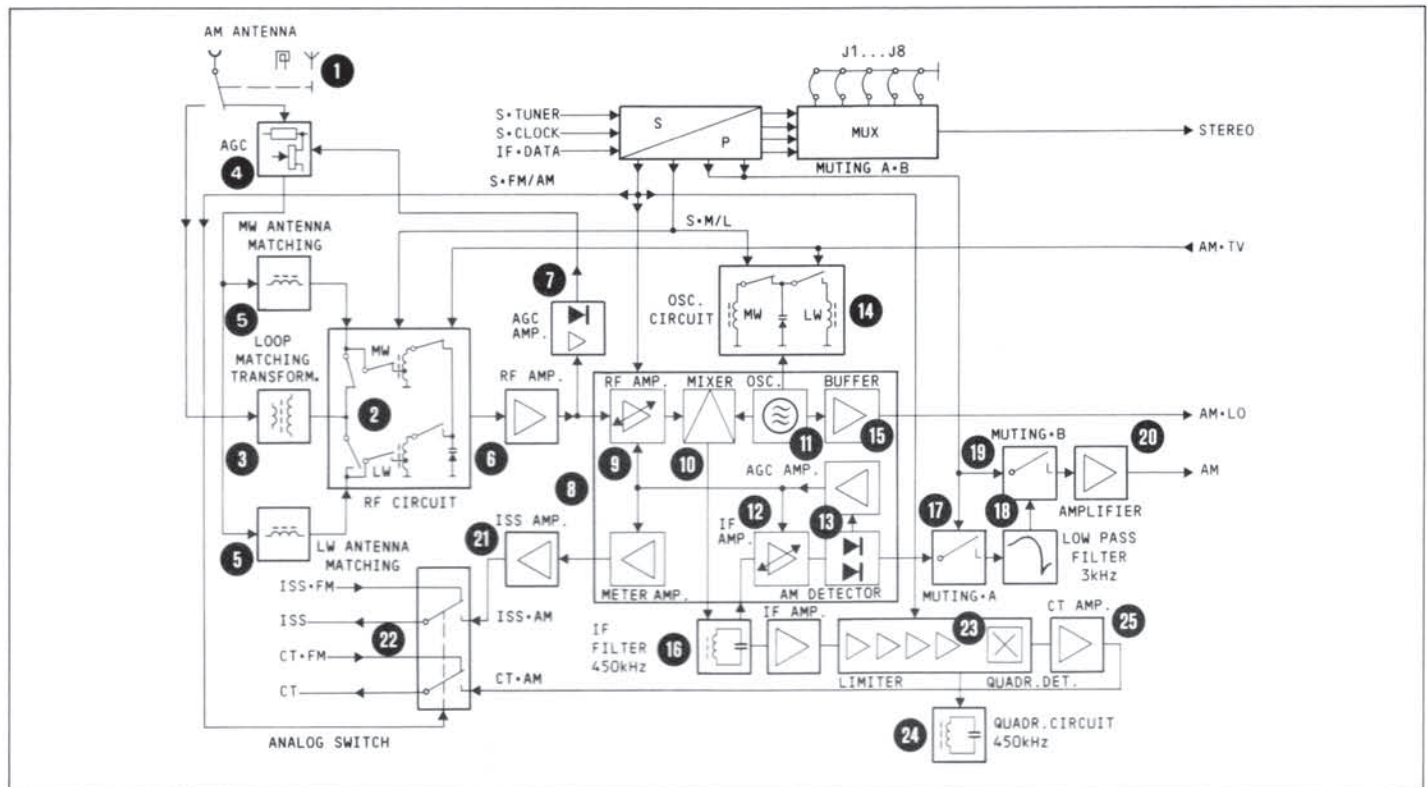 AM ANTENNA
1
J1...J8
S•TUNER
S•CLOCK
IF•DATA
S
P
MUX
STEREO
AGC
4
MUTING A•B
S•FM/AM
S•M/L
MW ANTENNA
MATCHING
AM•TV
5
7
AGC
AMP.
OSC.
CIRCUIT
MW
LW
14
LOOP
MATCHING
TRANSFORM.
MW
RF AMP.
RF AMP.
MIXER
OSC.
BUFFER
2
3
6
9
10
11
15
AM•LO
LW
RF CIRCUIT
8
AGC AMP.
MUTING•B
20
19
L
AM
5
LW ANTENNA
MATCHING
21
ISS AMP.
12
IF
AMP.
13
17
18
AMPLIFIER
L
LOW PASS
FILTER
3kHz
METER AMP.
AM DETECTOR
MUTING•A
ISS•FM
ISS
22
ISS•AM
IF
FILTER
450kHz
16
IF AMP.
23
CT AMP.
25
CT•FM
CT
CT•AM
LIMITER
QUADR.DET.
ANALOG SWITCH
24
QUADR.CIRCUIT
450kHz